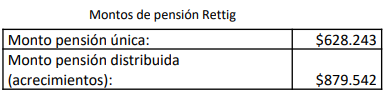 Montos de pensión Rettig
Monto pensión única: $628.243
Monto pensión distribuida
(acrecimientos): $879.542